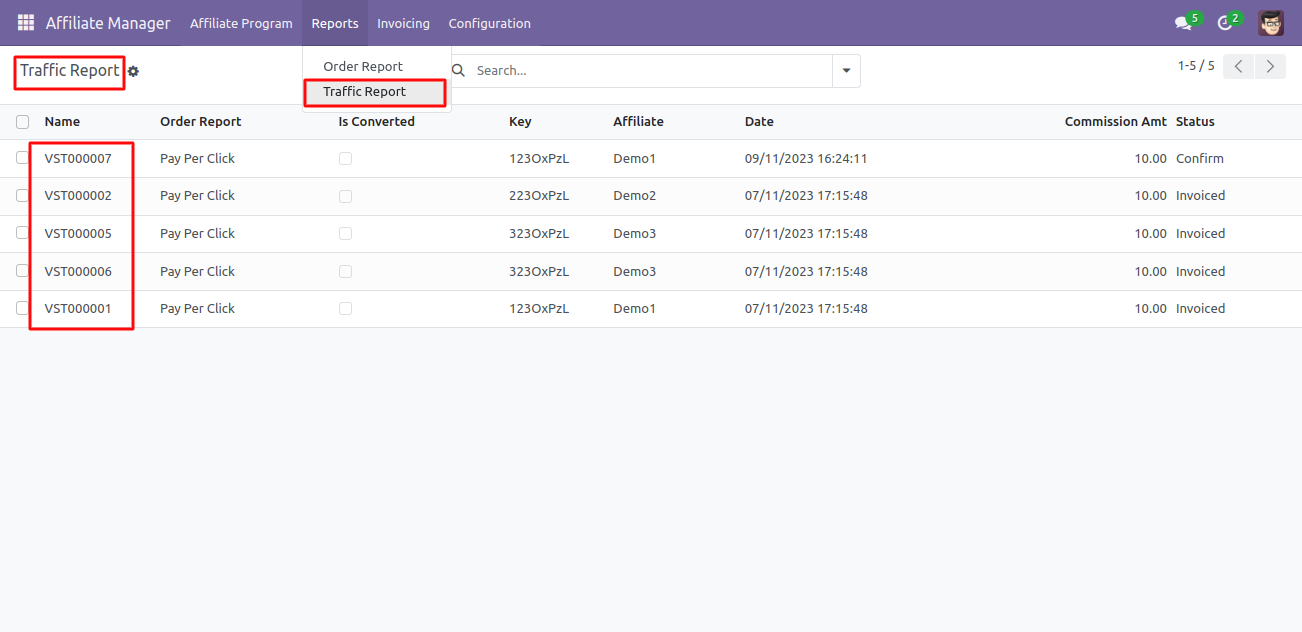 Affiliate Manager Affiliate Program Reports Invoicing Configuration 5 2
Traffic Report Search... 1-5 / 5
Order Report
Traffic Report
Name Order Report Is Converted Key Affiliate Date Commission Amt Status
VST000007 Pay Per Click 123OxPzL Demo1 09/11/2023 16:24:11 10.00 Confirm
VST000002 Pay Per Click 223OxPzL Demo2 07/11/2023 17:15:48 10.00 Invoiced
VST000005 Pay Per Click 323OxPzL Demo3 07/11/2023 17:15:48 10.00 Invoiced
VST000006 Pay Per Click 323OxPzL Demo3 07/11/2023 17:15:48 10.00 Invoiced
VST000001 Pay Per Click 123OxPzL Demo1 07/11/2023 17:15:48 10.00 Invoiced